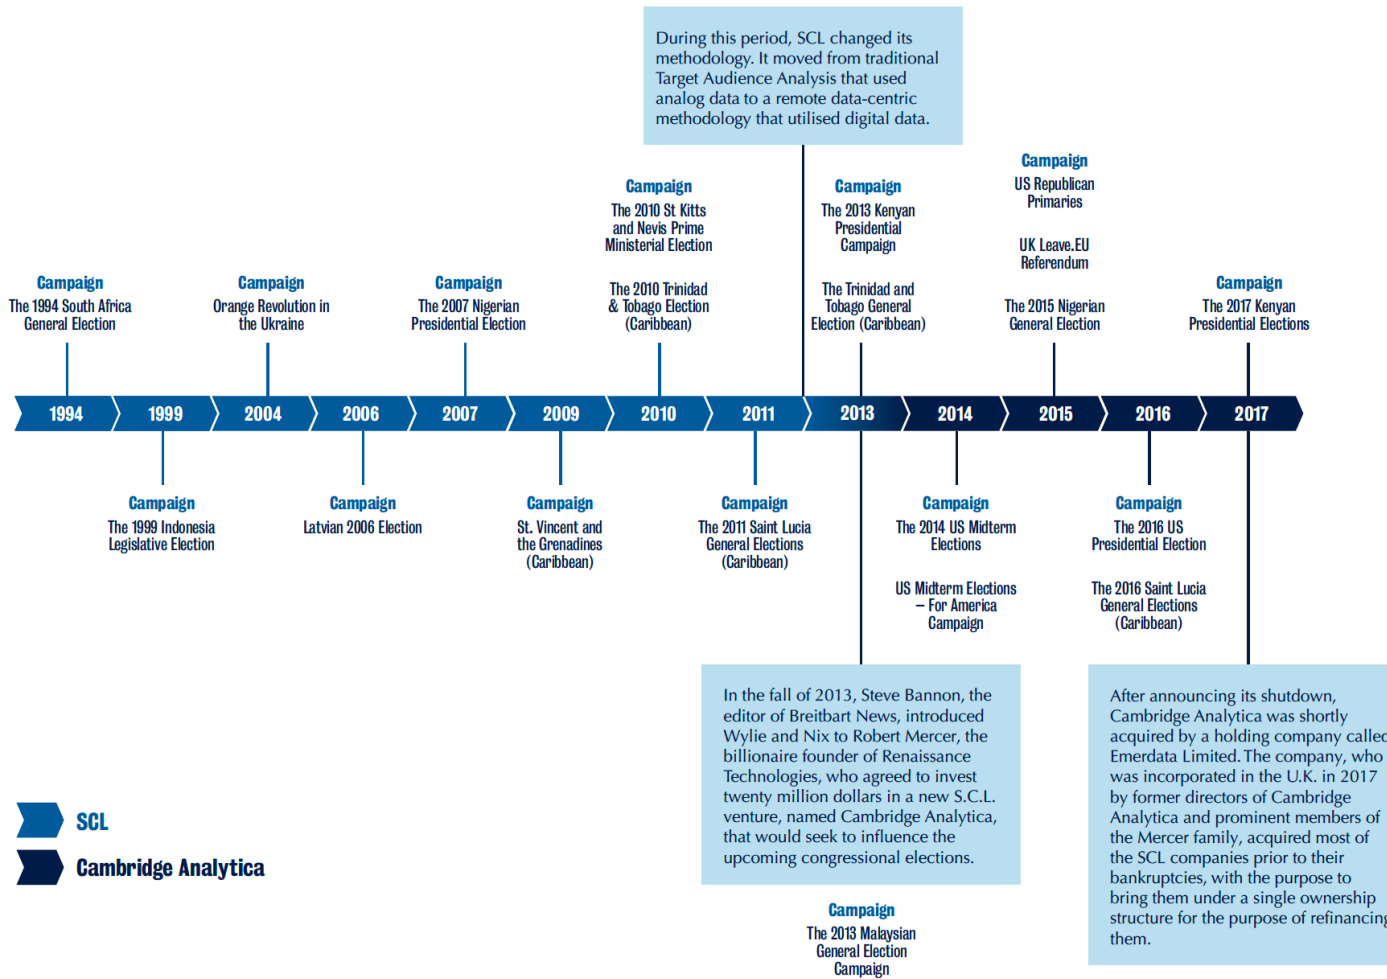 During this period, SCL changed its
methodology. It moved from traditional
Target Audience Analysis that used
analog data to a remote data-centric
methodology that utilised digital data.
Campaign
The 1994 South Africa
General Election
Campaign
Orange Revolution in
the Ukraine
Campaign
The 2007 Nigerian
Presidential Election
Campaign
The 2010 St Kitts
and Nevis Prime
Ministerial Election
The 2010 Trinidad
& Tobago Election
(Caribbean)
Campaign
The 2013 Kenyan
Presidential
Campaign
The Trinidad and
Tobago General
Election (Caribbean)
Campaign
US Republican
Primaries
UK Leave.EU
Referendum
The 2015 Nigerian
General Election
Campaign
The 2017 Kenyan
Presidential Elections
1994
1999
2004
2006
2007
2009
2010
2011
2013
2014
2015
2016
2017
Campaign
The 1999 Indonesia
Legislative Election
Campaign
Latvian 2006 Election
Campaign
St. Vincent and
the Grenadines
(Caribbean)
Campaign
The 2011 Saint Lucia
General Elections
(Caribbean)
Campaign
The 2014 US Midterm
Elections
US Midterm Elections
– For America
Campaign
Campaign
The 2016 US
Presidential Election
The 2016 Saint Lucia
General Elections
(Caribbean)
In the fall of 2013, Steve Bannon, the
editor of Breitbart News, introduced
Wylie and Nix to Robert Mercer, the
billionaire founder of Renaissance
Technologies, who agreed to invest
twenty million dollars in a new S.C.L.
venture, named Cambridge Analytica,
that would seek to influence the
upcoming congressional elections.
Campaign
The 2013 Malaysian
General Election
Campaign
After announcing its shutdown,
Cambridge Analytica was shortly
acquired by a holding company called
Emerdata Limited. The company, who
was incorporated in the U.K. in 2017
by former directors of Cambridge
Analytica and prominent members of
the Mercer family, acquired most of
the SCL companies prior to their
bankruptcies, with the purpose to
bring them under a single ownership
structure for the purpose of refinancing
them.
SCL
Cambridge Analytica